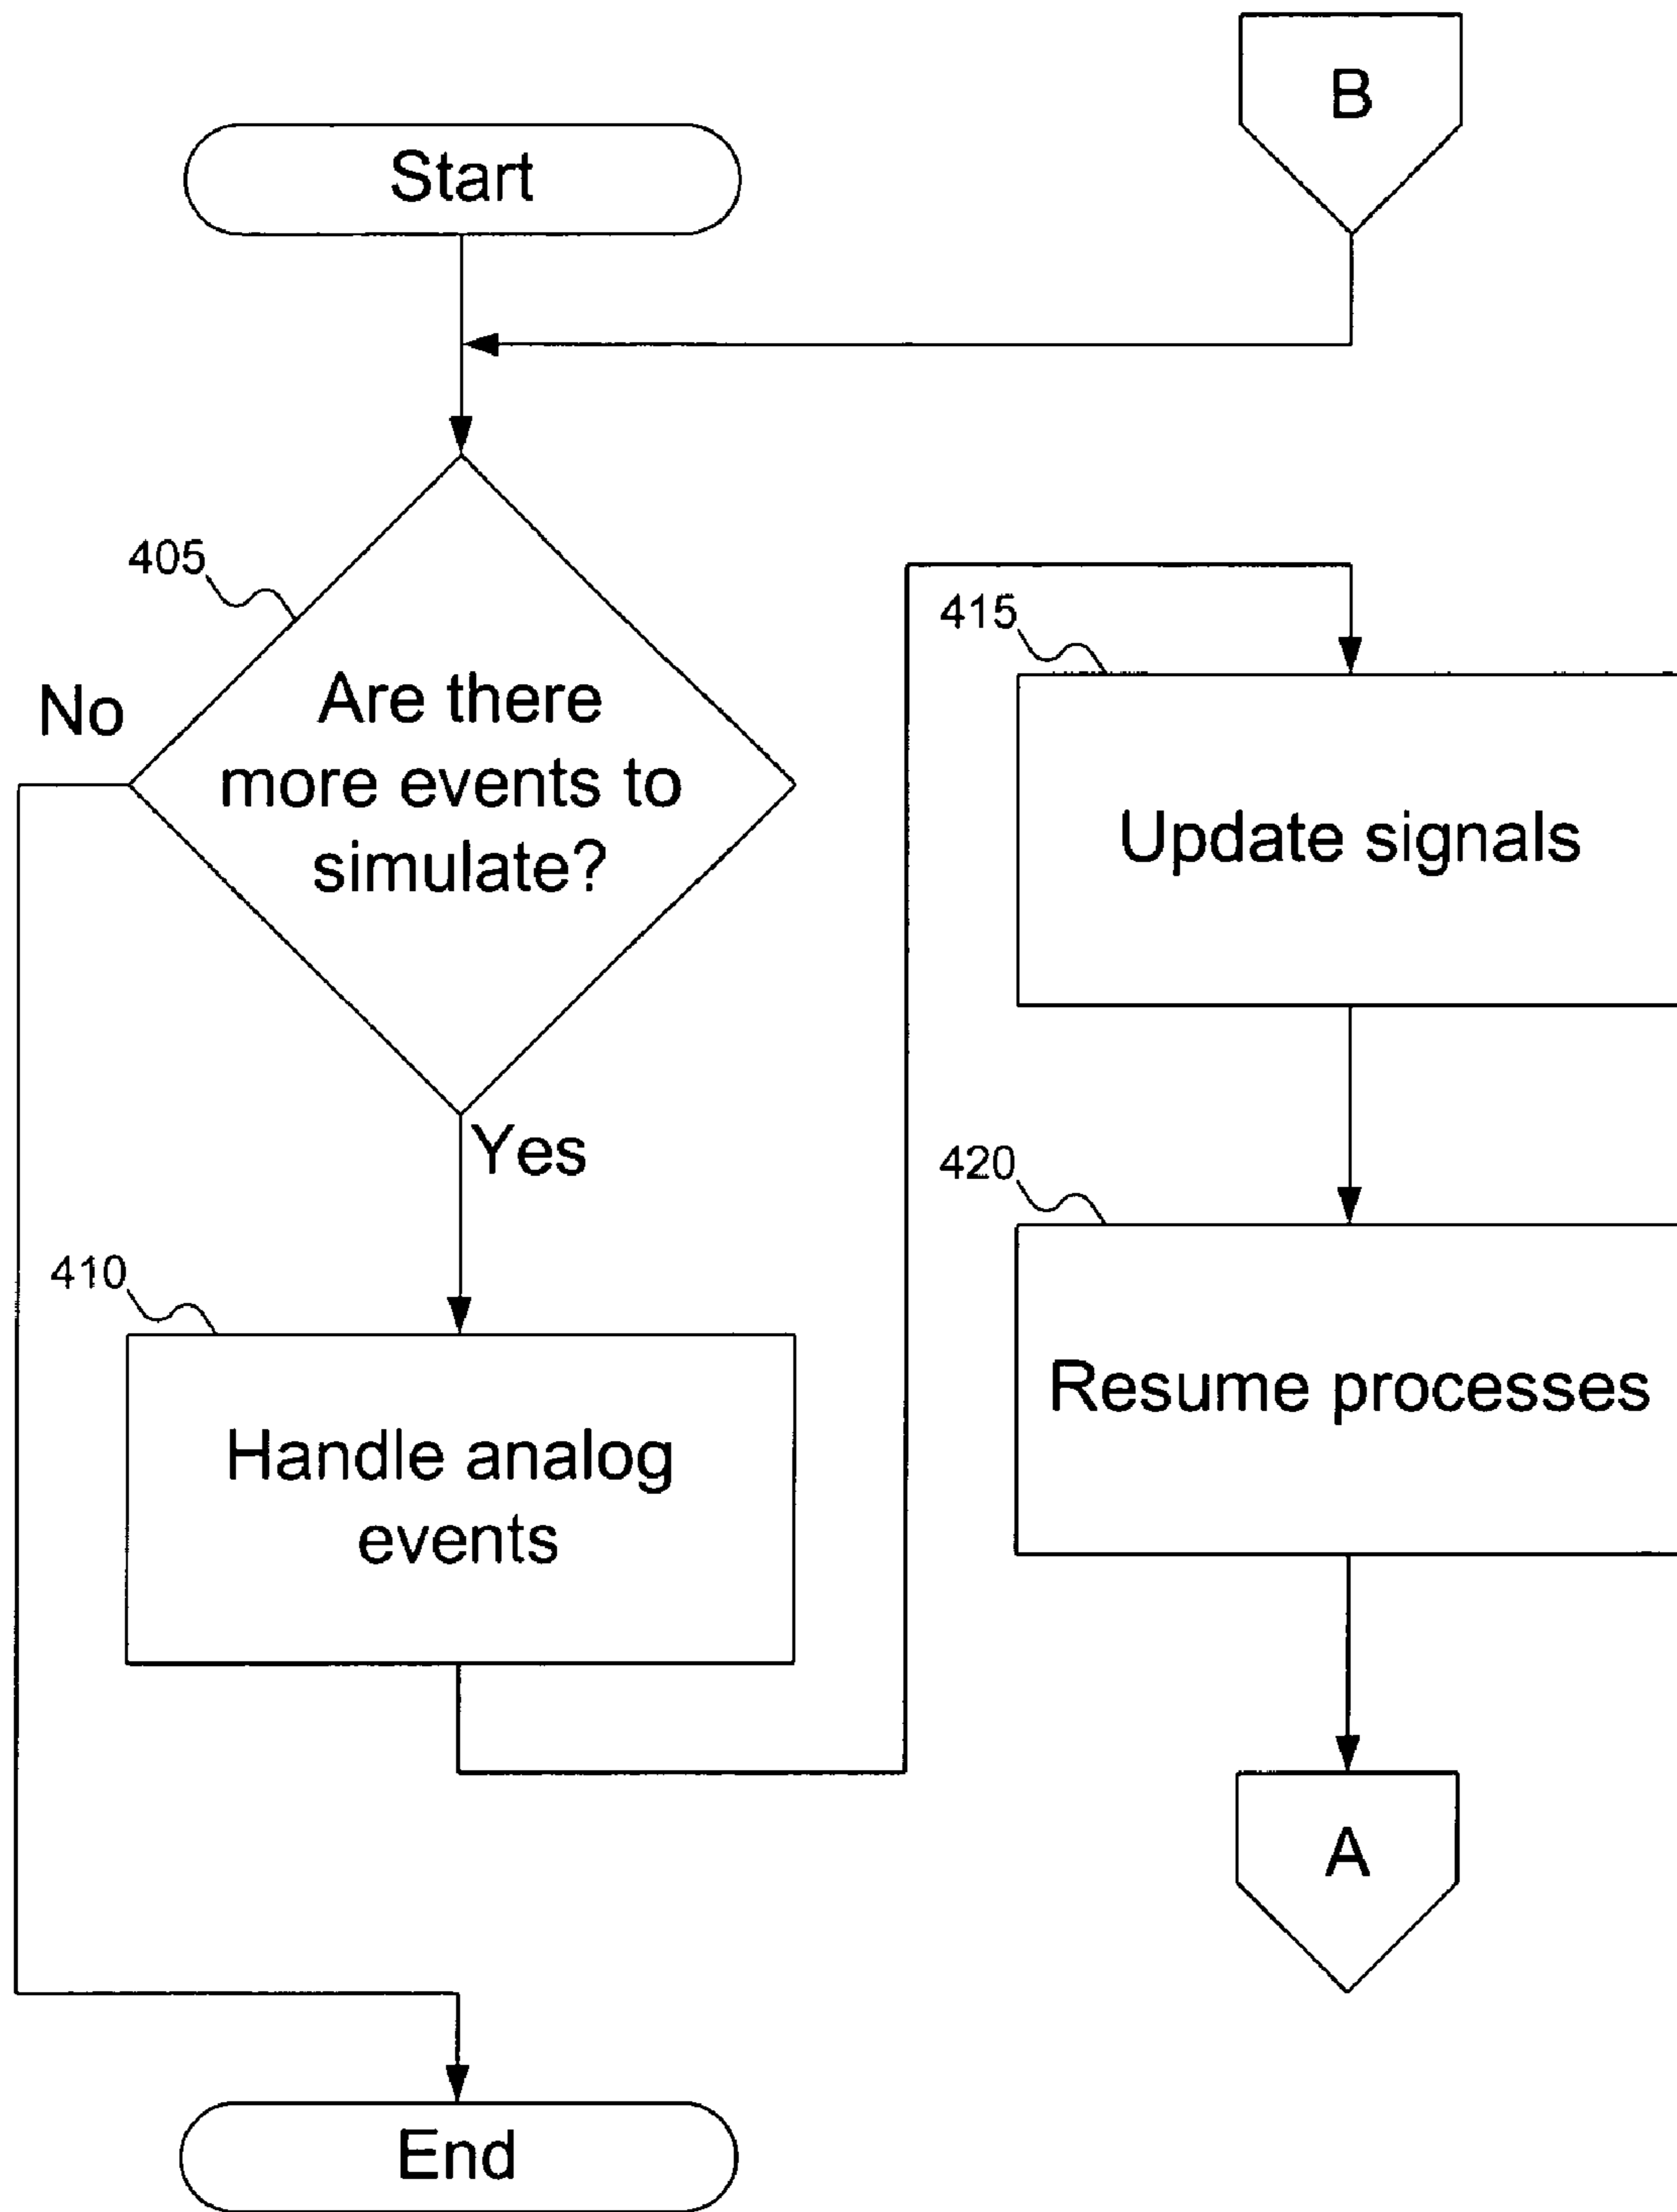 Start
B
405
No
Are there
more events to
simulate?
Yes
410
Handle analog
events
415
Update signals
420
Resume processes
A
End